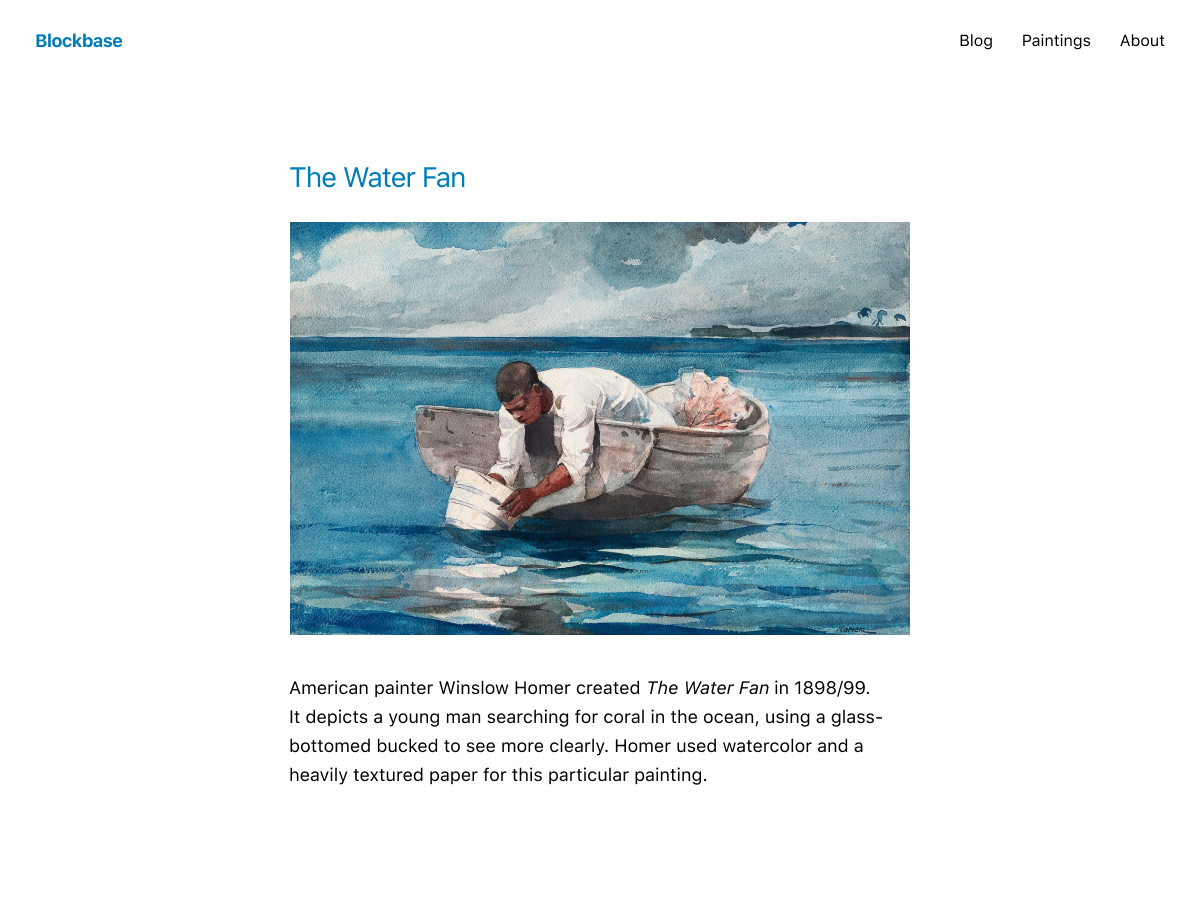 Blockbase
Blog Paintings About
The Water Fan
HOMER
American painter Winslow Homer created The Water Fan in 1898/99.
It depicts a young man searching for coral in the ocean, using a glass-
bottomed bucked to see more clearly. Homer used watercolor and a
heavily textured paper for this particular painting.